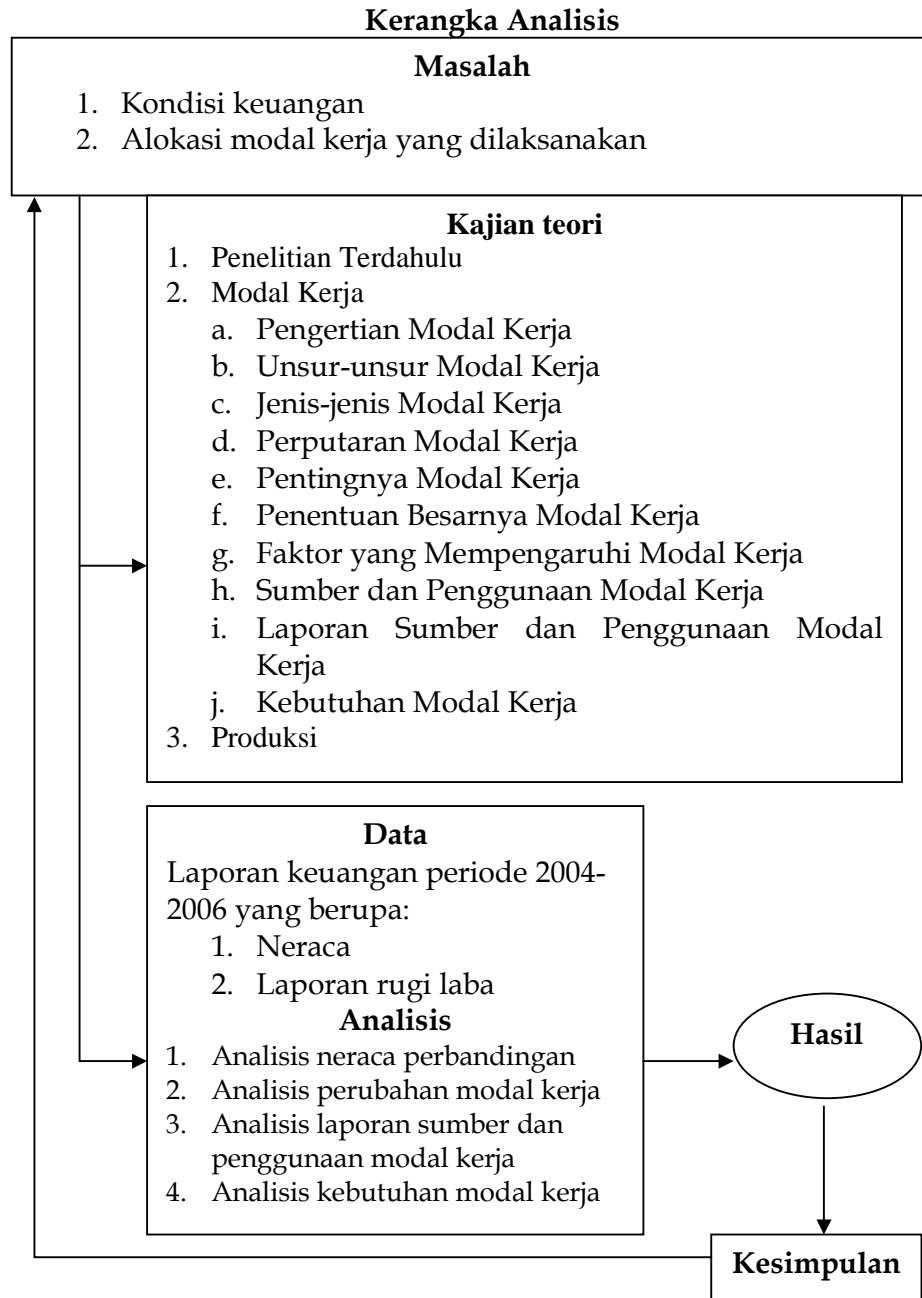 Kerangka Analisis
Masalah
1. Kondisi keuangan
2. Alokasi modal kerja yang dilaksanakan
Kajian teori
1. Penelitian Terdahulu
2. Modal Kerja
a. Pengertian Modal Kerja
b. Unsur-unsur Modal Kerja
c. Jenis-jenis Modal Kerja
d. Perputaran Modal Kerja
e. Pentingnya Modal Kerja
f. Penentuan Besarnya Modal Kerja
g. Faktor yang Mempengaruhi Modal Kerja
h. Sumber dan Penggunaan Modal Kerja
i. Laporan Sumber dan Penggunaan Modal
Kerja
j. Kebutuhan Modal Kerja
3. Produksi
Data
Laporan keuangan periode 2004-
2006 yang berupa:
1. Neraca
2. Laporan rugi laba
Analisis
1. Analisis neraca perbandingan
2. Analisis perubahan modal kerja
3. Analisis laporan sumber dan
penggunaan modal kerja
4. Analisis kebutuhan modal kerja
Hasil
Kesimpulan